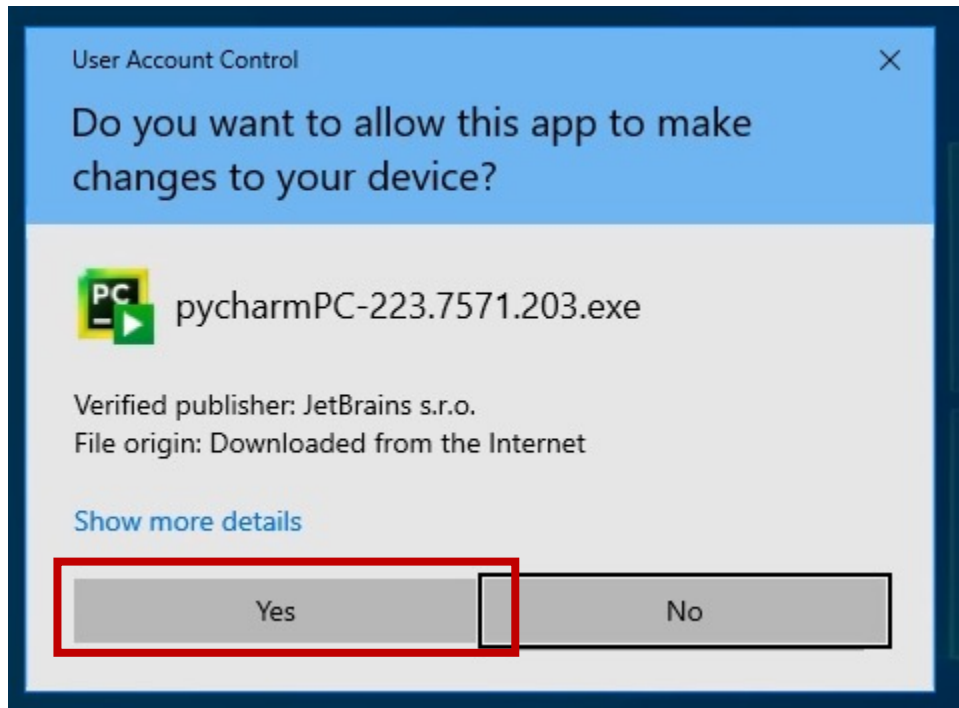 User Account Control
Do you want to allow this app to make
changes to your device?
PC
pycharmPC-223.7571.203.exe
Verified publisher: JetBrains s.r.o.
File origin: Downloaded from the Internet
Show more details
Yes No